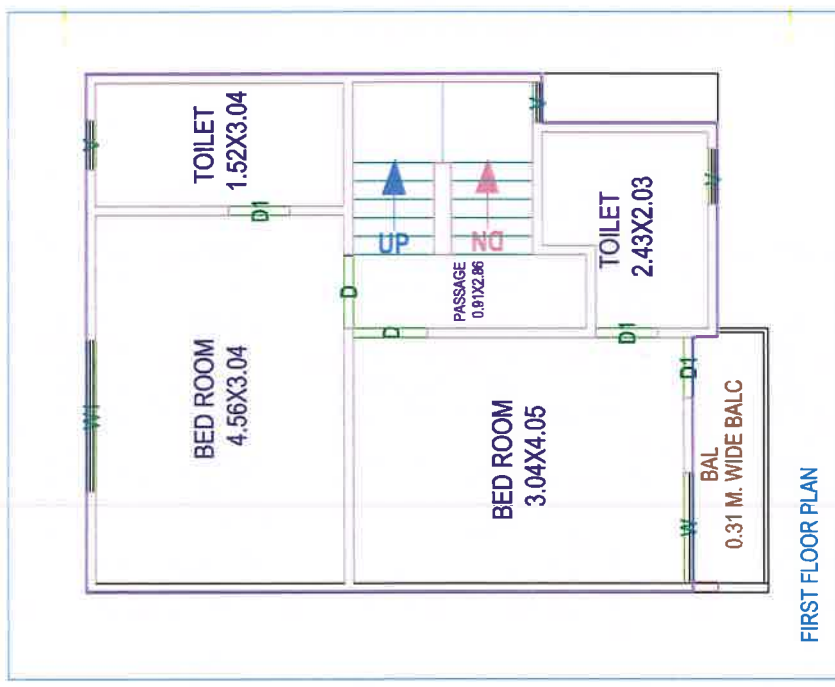 V
TOILET
1.52X3.04
D1
W1
BED ROOM
4.56X3.04
D
UP
DN
V
PASSAGE
0.91X2.86
D
TOILET
2.43X2.03
V
D1
BED ROOM
3.04X4.05
D1
W
BAL
0.31 M. WIDE BALC
FIRST FLOOR PLAN